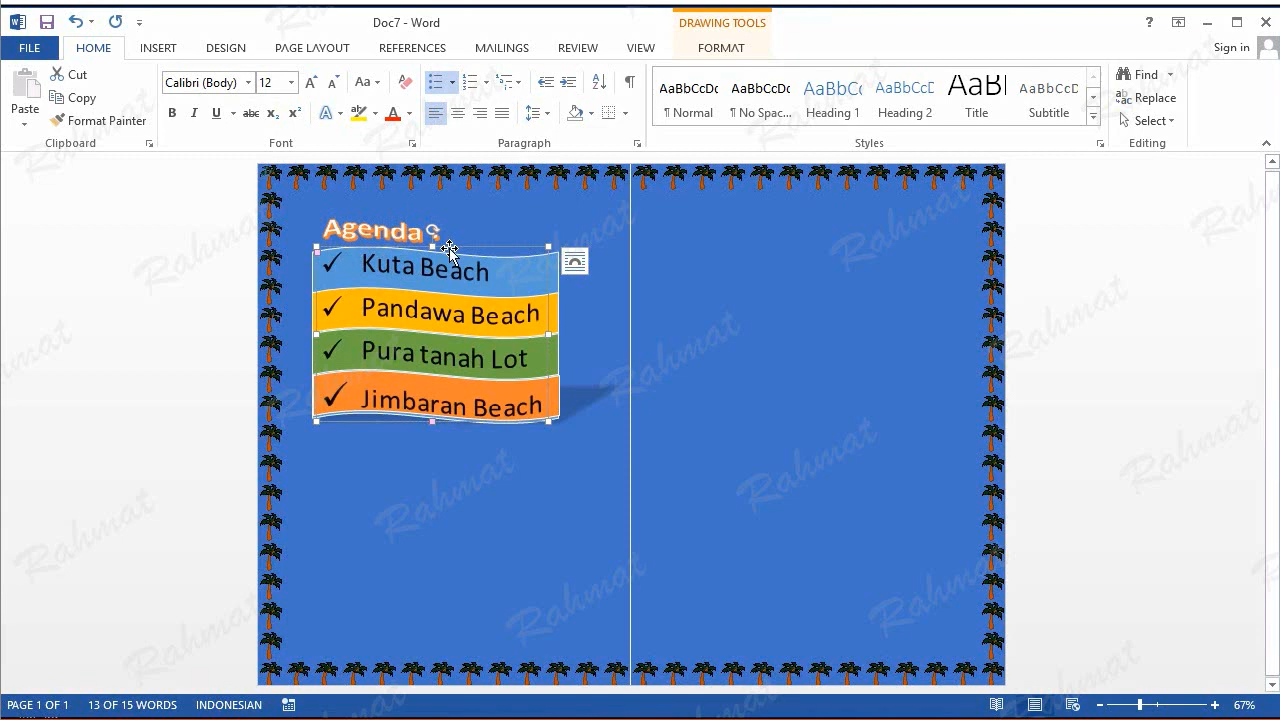 Doc7 - Word
DRAWING TOOLS
FILE HOME INSERT DESIGN PAGE LAYOUT REFERENCES MAILINGS REVIEW VIEW FORMAT Sign in
Paste
Cut
Copy
Format Painter
Clipboard
Calibri (Body) 12
Font
Paragraph
AaBbCcDc AaBbCcDc AaBbC AaBbCcD AaB AaBbCcD
¶ Normal ¶ No Spac... Heading 1 Heading 2 Title Subtitle
Styles
Find
Replace
Select
Editing
Agenda
✓ Kuta Beach
✓ Pandawa Beach
✓ Pura tanah Lot
✓ Jimbaran Beach
Rahmat
PAGE 1 OF 1 13 OF 15 WORDS INDONESIAN 67%